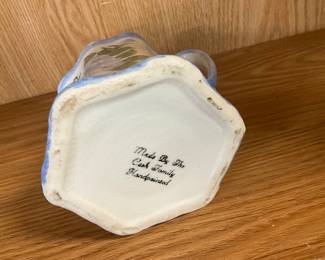 Made By The
Cash Family
Handpainted